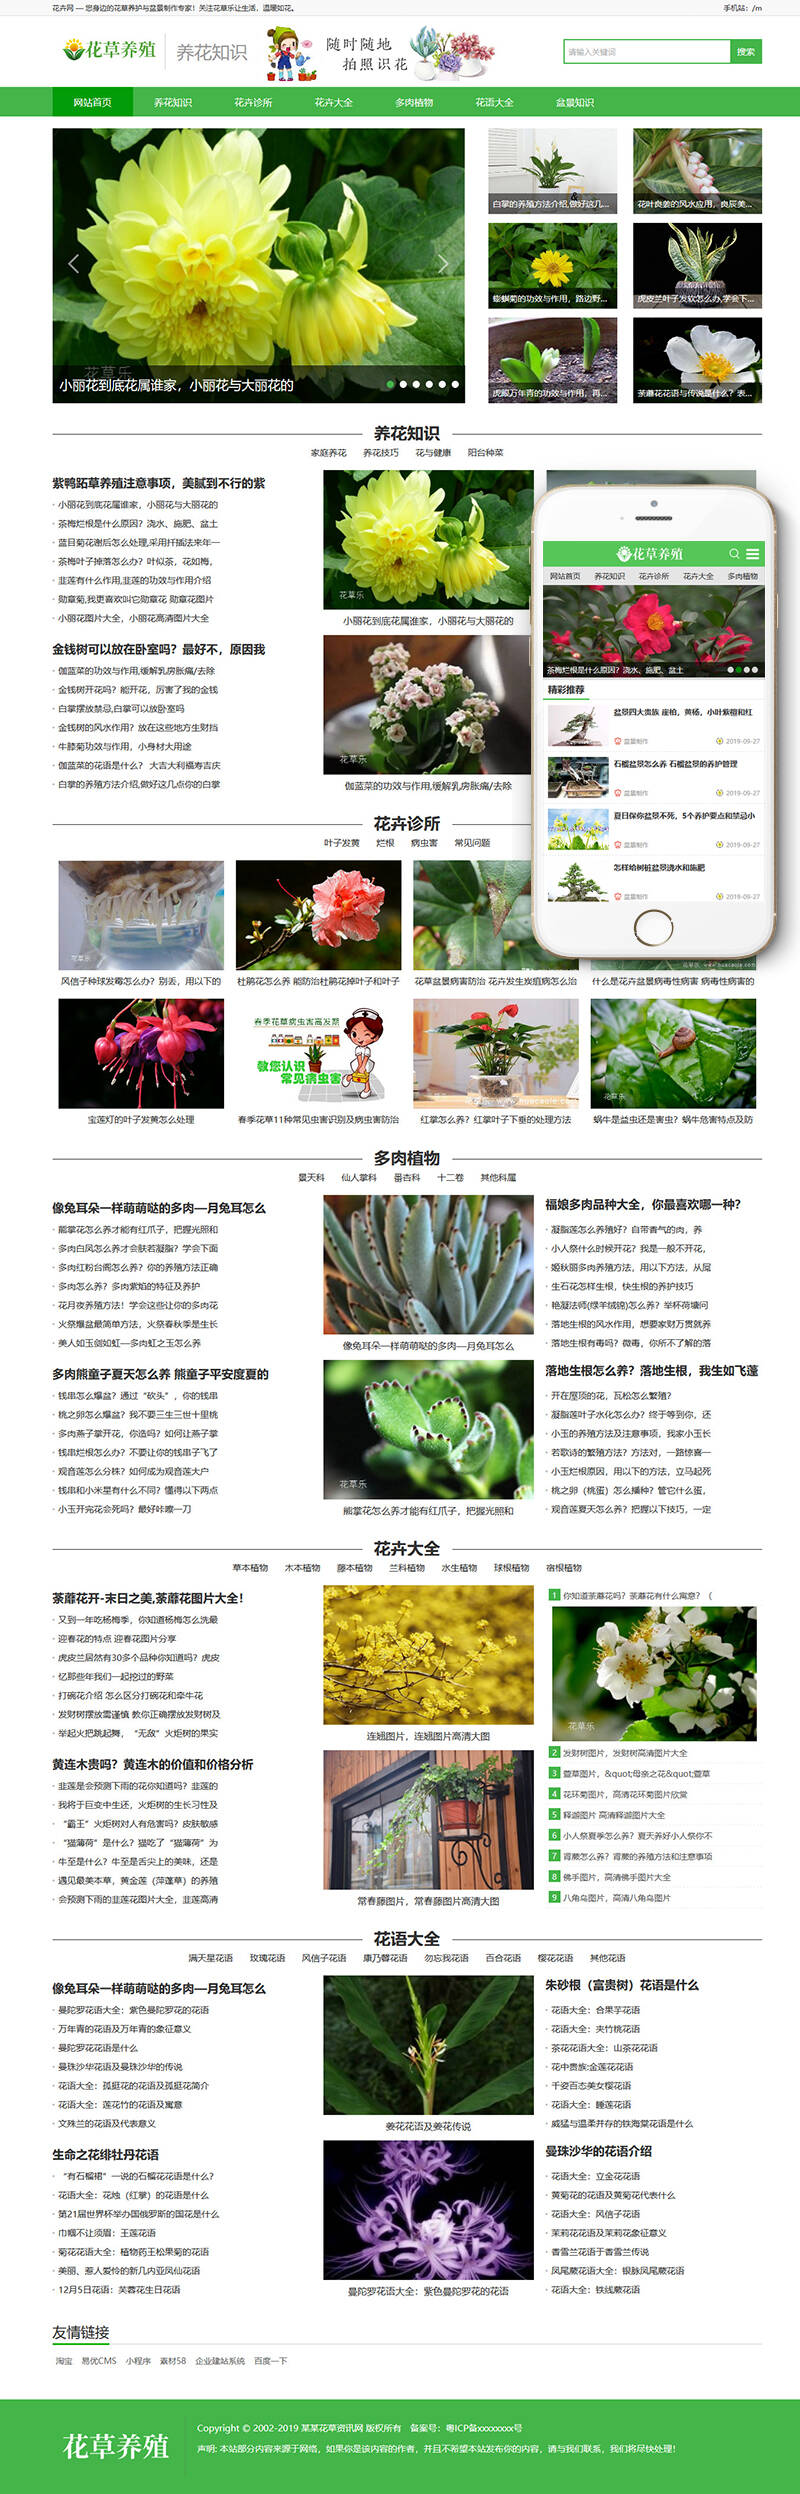 花卉网 — 您身边的花草养护与盆景制作专家！关注花草乐让生活，温暖如花。
手机站：/m
花草养殖
养花知识
随时随地
拍照识花
请输入关键词
搜索
网站首页 养花知识 花卉诊所 花卉大全 多肉植物 花语大全 盆景知识
白掌的养殖方法介绍,做好这几...
花叶良姜的风水应用，良辰美...
蟛蜞菊的功效与作用，路边野...
虎皮兰叶子发软怎么办,学会下...
虎眼万年青的功效与作用，再...
荼蘼花花语与传说是什么？表...
花草乐
小丽花到底花属谁家，小丽花与大丽花的
养花知识
家庭养花 养花技巧 花与健康 阳台种菜
紫鸭跖草养殖注意事项，美腻到不行的紫
小丽花到底花属谁家，小丽花与大丽花的
茶梅烂根是什么原因？浇水、施肥、盆土
蓝目菊花谢后怎么处理,采用扦插法来年一
茶梅叶子掉落怎么办？叶似茶，花如梅，
韭莲有什么作用,韭莲的功效与作用介绍
勋章菊,我更喜欢叫它勋章花 勋章花图片
小丽花图片大全，小丽花高清图片大全
花草乐
小丽花到底花属谁家，小丽花与大丽花的
金钱树可以放在卧室吗？最好不，原因我
伽蓝菜的功效与作用,缓解乳房胀痛/去除
金钱树开花吗？能开花，厉害了我的金钱
白掌摆放禁忌,白掌可以放卧室吗
金钱树的风水作用？放在这些地方生财挡
牛膝菊功效与作用，小身材大用途
伽蓝菜的花语是什么？ 大吉大利福寿吉庆
白掌的养殖方法介绍,做好这几点你的白掌
花草乐
伽蓝菜的功效与作用,缓解乳房胀痛/去除
花草养殖
网站首页 养花知识 花卉诊所 花卉大全 多肉植物
茶梅烂根是什么原因？浇水、施肥、盆土
精彩推荐
盆景四大贵族 崖柏，黄杨，小叶紫檀和红
盆景制作 2019-09-27
石榴盆景怎么养 石榴盆景的养护管理
盆景制作 2019-09-27
夏日保你盆景不死，5个养护要点和禁忌小
盆景制作 2019-09-27
怎样给树桩盆景浇水和施肥
盆景制作 2019-09-27
花卉诊所
叶子发黄 烂根 病虫害 常见问题
花草乐
花草乐 www.huacaole.com
风信子种球发霉怎么办？别丢，用以下的
杜鹃花怎么养 能防治杜鹃花掉叶子和叶子
花草盆景病害防治 花卉发生炭疽病怎么治
什么是花卉盆景病毒性病害 病毒性病害的
春季花草病虫害高发期
教您认识
常见病虫害
花草乐 www.huacaole.com
花草乐
宝莲灯的叶子发黄怎么处理
春季花草11种常见虫害识别及病虫害防治
红掌怎么养？红掌叶子下垂的处理方法
蜗牛是益虫还是害虫？蜗牛危害特点及防
多肉植物
景天科 仙人掌科 番杏科 十二卷 其他科属
像兔耳朵一样萌萌哒的多肉—月兔耳怎么
熊掌花怎么养才能有红爪子，把握光照和
多肉白凤怎么养才会肤若凝脂？学会下面
多肉红粉台阁怎么养？你的养殖方法正确
多肉怎么养？多肉紫焰的特征及养护
花月夜养殖方法！学会这些让你的多肉花
火祭爆盆最简单方法，火祭春秋季是生长
美人如玉剑如虹—多肉虹之玉怎么养
像兔耳朵一样萌萌哒的多肉—月兔耳怎么
福娘多肉品种大全，你最喜欢哪一种？
凝脂莲怎么养殖好？自带香气的肉，养
小人祭什么时候开花？我是一般不开花，
姬秋丽多肉养殖方法，用以下方法，从屌
生石花怎样生根，快生根的养护技巧
艳凝法师(绿羊绒锦)怎么养？举杯荷塘问
落地生根的风水作用，想要家财万贯就养
落地生根有毒吗？微毒，你所不了解的落
多肉熊童子夏天怎么养 熊童子平安度夏的
钱串怎么爆盆？通过“砍头”，你的钱串
桃之卵怎么爆盆？我不要三生三世十里桃
多肉燕子掌开花，你造吗？如何让燕子掌
钱串烂根怎么办？不要让你的钱串子飞了
观音莲怎么分株？如何成为观音莲大户
钱串和小米星有什么不同？懂得以下两点
小玉开完花会死吗？最好咔嚓一刀
花草乐
熊掌花怎么养才能有红爪子，把握光照和
落地生根怎么养？落地生根，我生如飞蓬
开在屋顶的花，瓦松怎么繁殖？
凝脂莲叶子水化怎么办？终于等到你，还
小玉的养殖方法及注意事项，我家小玉长
若歌诗的繁殖方法？方法对，一路惊喜一
小玉烂根原因，用以下的方法，立马起死
桃之卵（桃蛋）怎么播种？管它什么蛋，
观音莲夏天怎么养？把握以下技巧，一定
花卉大全
草本植物 木本植物 藤本植物 兰科植物 水生植物 球根植物 宿根植物
荼蘼花开-末日之美,荼蘼花图片大全！
又到一年吃杨梅季，你知道杨梅怎么洗最
迎春花的特点 迎春花图片分享
虎皮兰居然有30多个品种你知道吗？虎皮
忆那些年我们一起挖过的野菜
打碗花介绍 怎么区分打碗花和牵牛花
发财树摆放需谨慎 教你正确摆放发财树及
举起火把跳起舞，“无敌”火炬树的果实
连翘图片，连翘图片高清大图
黄连木贵吗？黄连木的价值和价格分析
韭莲是会预测下雨的花你知道吗？韭莲的
我将于巨变中生还，火炬树的生长习性及
“霸王”火炬树对人有危害吗？皮肤敏感
“猫薄荷”是什么？猫吃了“猫薄荷”为
牛至是什么？牛至是舌尖上的美味，还是
遇见最美本草，黄金莲（萍蓬草）的养殖
会预测下雨的韭莲花图片大全，韭莲高清
常春藤图片，常春藤图片高清大图
1 你知道荼蘼花吗？荼蘼花有什么寓意？（
花草乐
2 发财树图片，发财树高清图片大全
3 萱草图片，&quot;母亲之花&quot;萱草
4 花环菊图片，高清花环菊图片欣赏
5 释迦图片 高清释迦图片大全
6 小人祭夏季怎么养？夏天养好小人祭你不
7 肾蕨怎么养？肾蕨的养殖方法和注意事项
8 佛手图片，高清佛手图片大全
9 八角乌图片，高清八角乌图片
花语大全
满天星花语 玫瑰花语 风信子花语 康乃馨花语 勿忘我花语 百合花语 樱花花语 其他花语
像兔耳朵一样萌萌哒的多肉—月兔耳怎么
曼陀罗花语大全：紫色曼陀罗花的花语
万年青的花语及万年青的象征意义
曼陀罗花花语是什么
曼珠沙华花语及曼珠沙华的传说
花语大全：孤挺花的花语及孤挺花简介
花语大全：莲花竹的花语及寓意
文殊兰的花语及代表意义
姜花花语及姜花传说
朱砂根（富贵树）花语是什么
花语大全：合果芋花语
花语大全：夹竹桃花语
茶花花语大全：山茶花花语
花中贵族:金莲花花语
千姿百态美女樱花语
花语大全：睡莲花语
威猛与温柔并存的铁海棠花语是什么
生命之花绯牡丹花语
“有石榴裙”一说的石榴花花语是什么？
花语大全：花烛（红掌）的花语是什么
第21届世界杯举办国俄罗斯的国花是什么
巾帼不让须眉：王莲花语
菊花花语大全：植物药王松果菊的花语
美丽、惹人爱怜的新几内亚凤仙花语
12月5日花语：芙蓉花生日花语
曼陀罗花语大全：紫色曼陀罗花的花语
曼珠沙华的花语介绍
花语大全：立金花花语
黄菊花的花语及黄菊花代表什么
花语大全：风信子花语
茉莉花花语及茉莉花象征意义
香雪兰花语于香雪兰传说
凤尾蕨花语大全：银脉凤尾蕨花语
花语大全：铁线蕨花语
友情链接
淘宝 易优CMS 小程序 素材58 企业建站系统 百度一下
花草养殖
Copyright © 2002-2019 某某花草资讯网 版权所有 备案号：粤ICP备xxxxxxxx号
声明: 本站部分内容来源于网络，如果你是该内容的作者，并且不希望本站发布你的内容，请与我们联系，我们将尽快处理！